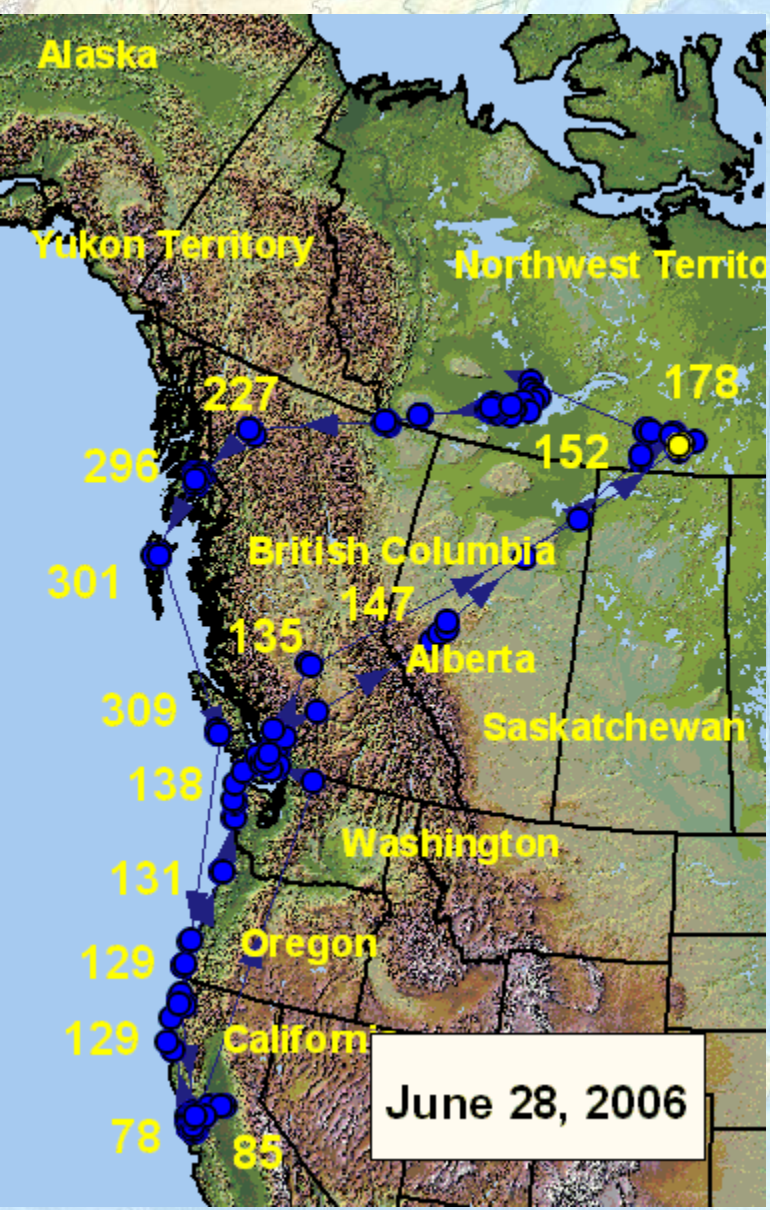 Alaska
Yukon Territory
Northwest Territo
178
227
152
296
British Columbia
301
147
135
Alberta
309
Saskatchewan
138
Washington
131
Oregon
129
129
Californi
June 28, 2006
78
85